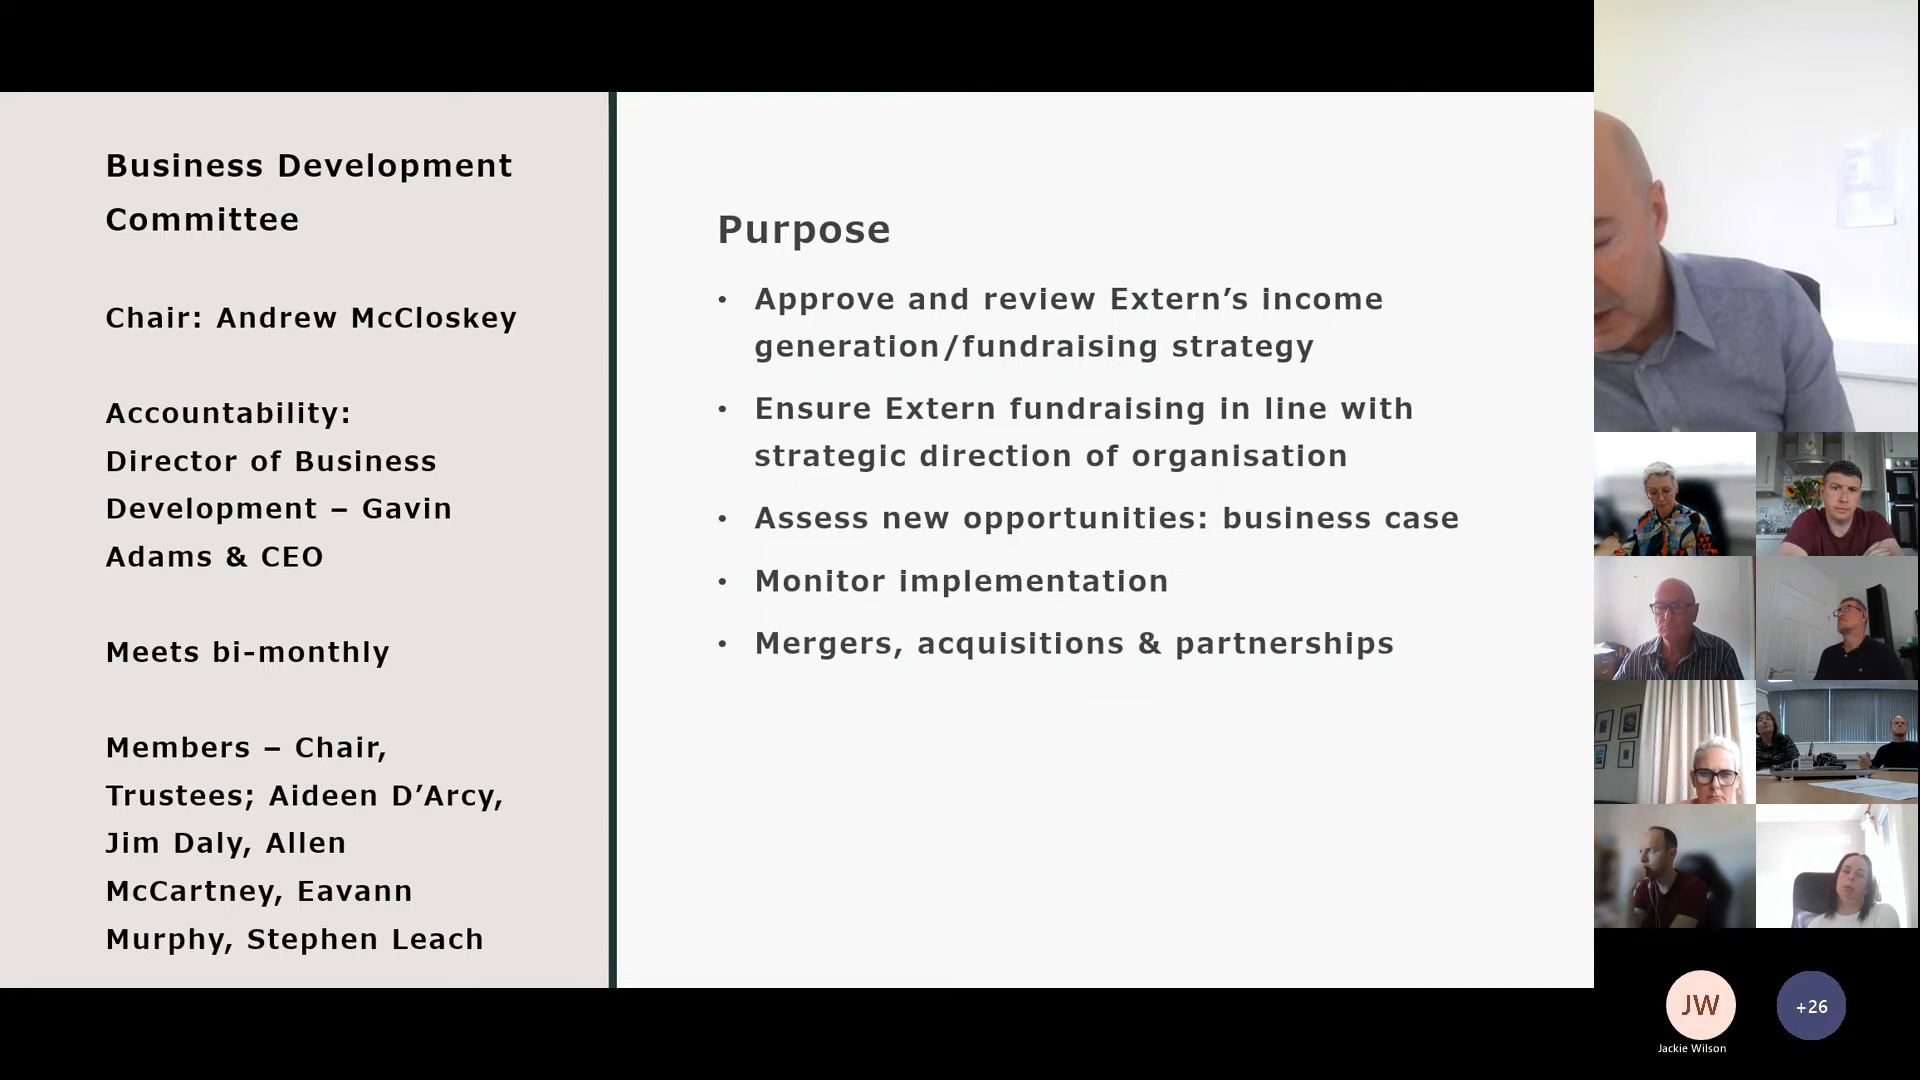 Business Development
Committee
Chair: Andrew McCloskey
Accountability:
Director of Business
Development – Gavin
Adams & CEO
Meets bi-monthly
Members – Chair,
Trustees; Aideen D’Arcy,
Jim Daly, Allen
McCartney, Eavann
Murphy, Stephen Leach
Purpose
• Approve and review Extern’s income
generation/fundraising strategy
• Ensure Extern fundraising in line with
strategic direction of organisation
• Assess new opportunities: business case
• Monitor implementation
• Mergers, acquisitions & partnerships
JW
+26
Jackie Wilson